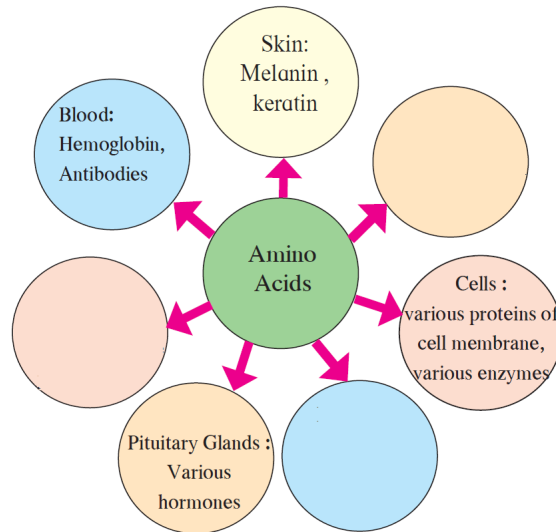 Skin:
Melanin ,
keratin
Blood:
Hemoglobin,
Antibodies
Amino
Acids
Cells :
various proteins of
cell membrane,
various enzymes
Pituitary Glands :
Various
hormones